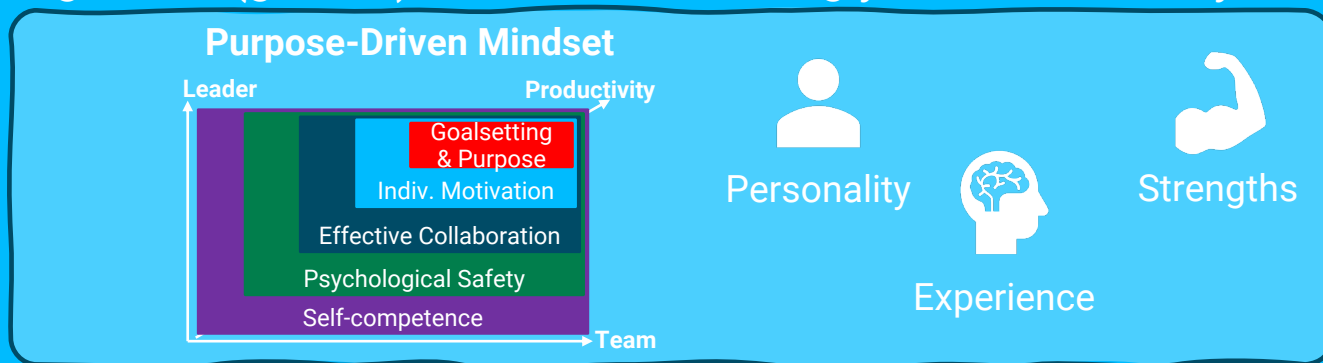 Purpose-Driven Mindset
Leader
Productivity
Goalsetting
& Purpose
Indiv. Motivation
Effective Collaboration
Psychological Safety
Self-competence
Team
Personality
Experience
Strengths